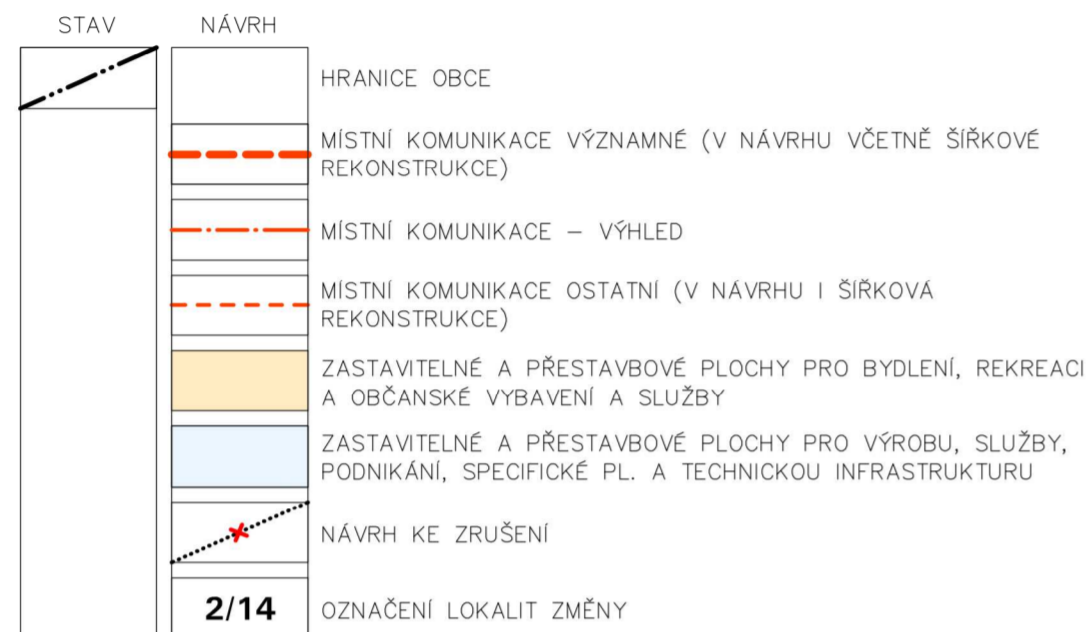 STAV NÁVRH
HRANICE OBCE
MÍSTNÍ KOMUNIKACE VÝZNAMNÉ (V NÁVRHU VČETNĚ ŠÍŘKOVÉ
REKONSTRUKCE)
MÍSTNÍ KOMUNIKACE – VÝHLED
MÍSTNÍ KOMUNIKACE OSTATNÍ (V NÁVRHU I ŠÍŘKOVÁ
REKONSTRUKCE)
ZASTAVITELNÉ A PŘESTAVBOVÉ PLOCHY PRO BYDLENÍ, REKREACI
A OBČANSKÉ VYBAVENÍ A SLUŽBY
ZASTAVITELNÉ A PŘESTAVBOVÉ PLOCHY PRO VÝROBU, SLUŽBY,
PODNIKÁNÍ, SPECIFICKÉ PL. A TECHNICKOU INFRASTRUKTURU
NÁVRH KE ZRUŠENÍ
2/14 OZNAČENÍ LOKALIT ZMĚNY